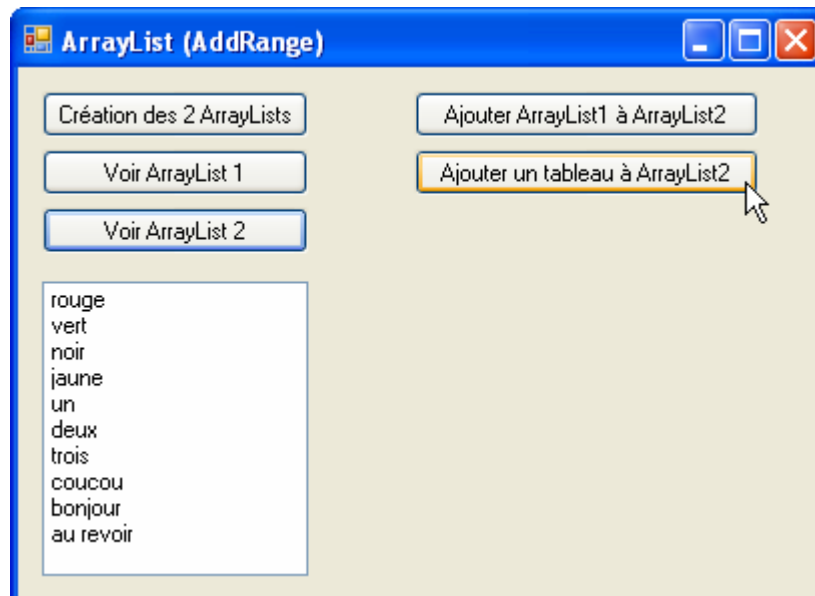 ArrayList (AddRange)
Création des 2 ArrayLists
Ajouter ArrayList1 à ArrayList2
Voir ArrayList 1
Ajouter un tableau à ArrayList2
Voir ArrayList 2
rouge
vert
noir
jaune
un
deux
trois
coucou
bonjour
au revoir